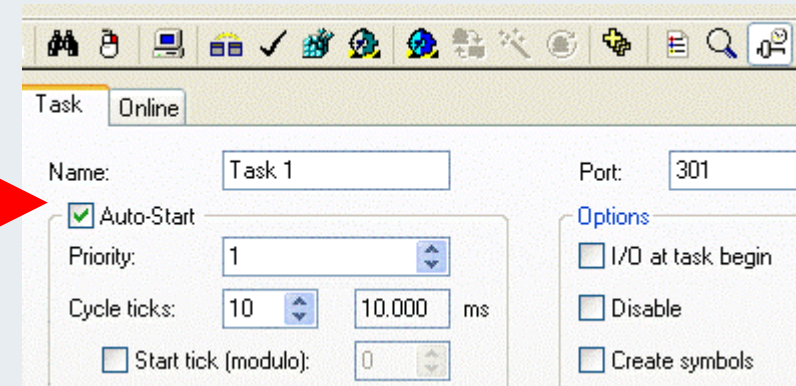 Task Online
Name: Task 1 Port: 301
Auto-Start Options
Priority: 1 I/O at task begin
Cycle ticks: 10 10.000 ms Disable
Start tick (modulo): 0 Create symbols